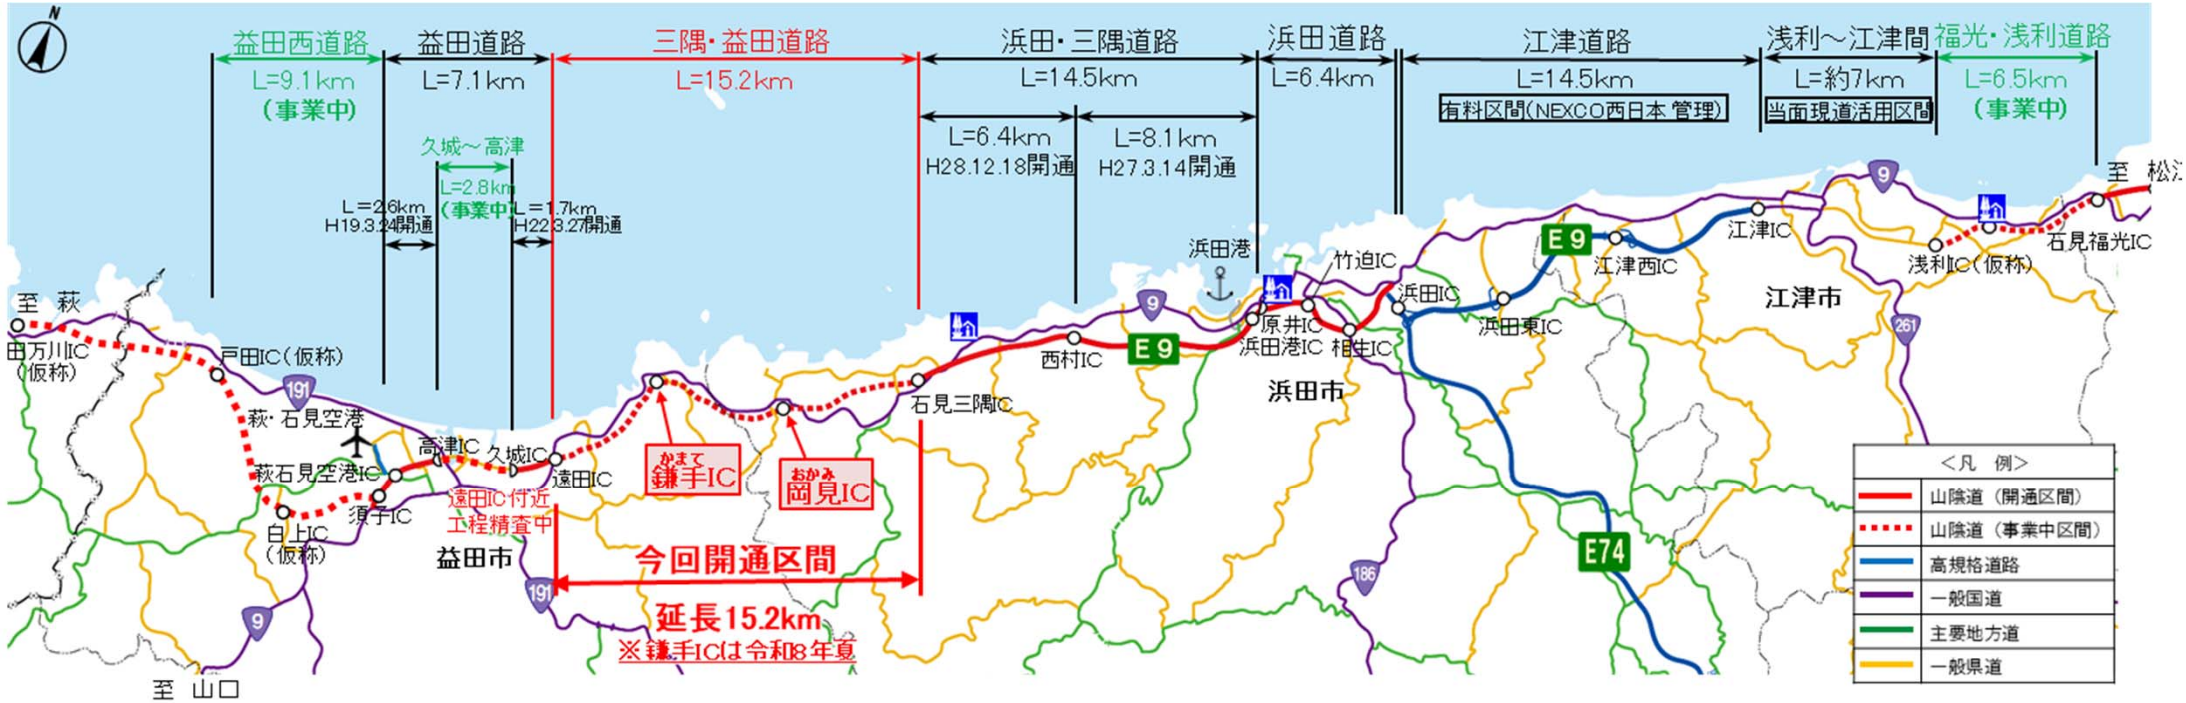 N
益田西道路
L=9.1km
(事業中)
益田道路
L=7.1km
三隅・益田道路
L=15.2km
浜田・三隅道路
L=14.5km
浜田道路
L=6.4km
江津道路
L=14.5km
有料区間(NEXCO西日本 管理)
浅利～江津間
L=約7km
当面現道活用区間
福光・浅利道路
L=6.5km
(事業中)
久城～高津
L=2.8km
(事業中)
L=2.6km
H19.3.24開通
L=1.7km
H22.3.27開通
L=6.4km
H28.12.18開通
L=8.1km
H27.3.14開通
至 萩
田万川IC
(仮称)
戸田IC(仮称)
191
萩・石見空港
萩石見空港IC
高津IC
久城IC
遠田IC
須子IC
白上IC
(仮称)
遠田IC付近
工程精査中
益田市
9
191
至 山口
かまて
鎌手IC
おかみ
岡見IC
石見三隅IC
今回開通区間
延長15.2km
※鎌手ICは令和8年夏
西村IC
E9
9
浜田港
原井IC
浜田港IC
竹迫IC
相生IC
浜田IC
浜田市
186
浜田東IC
E9
江津西IC
江津IC
江津市
9
261
浅利IC(仮称)
石見福光IC
至 松江
E74
<凡 例>
山陰道（開通区間）
山陰道（事業中区間）
高規格道路
一般国道
主要地方道
一般県道